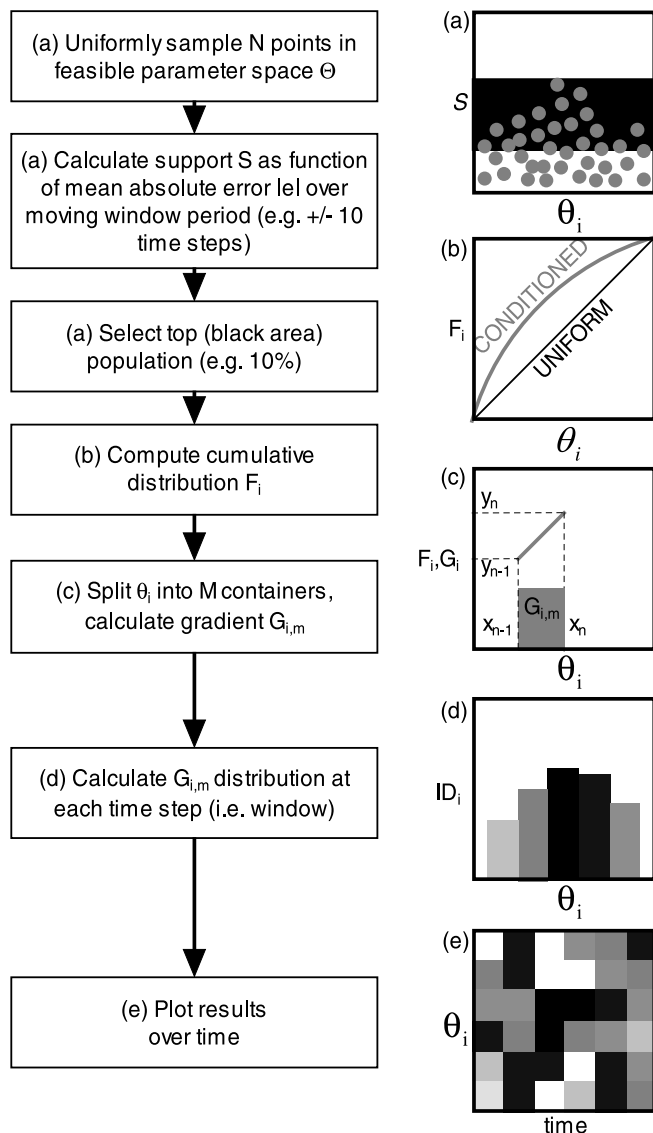 (a) Uniformly sample N points in
feasible parameter space Θ
(a) Calculate support S as function
of mean absolute error lel over
moving window period (e.g. +/- 10
time steps)
(a) Select top (black area)
population (e.g. 10%)
(b) Compute cumulative
distribution Fᵢ
(c) Split θᵢ into M containers,
calculate gradient Gᵢ,ₘ
(d) Calculate Gᵢ,ₘ distribution at
each time step (i.e. window)
(e) Plot results
over time
(a)
S
θᵢ
(b)
Fᵢ
CONDITIONED
UNIFORM
θᵢ
(c)
yₙ
Fᵢ,Gᵢ
yₙ₋₁
Gᵢ,ₘ
xₙ₋₁
xₙ
θᵢ
(d)
IDᵢ
θᵢ
(e)
θᵢ
time